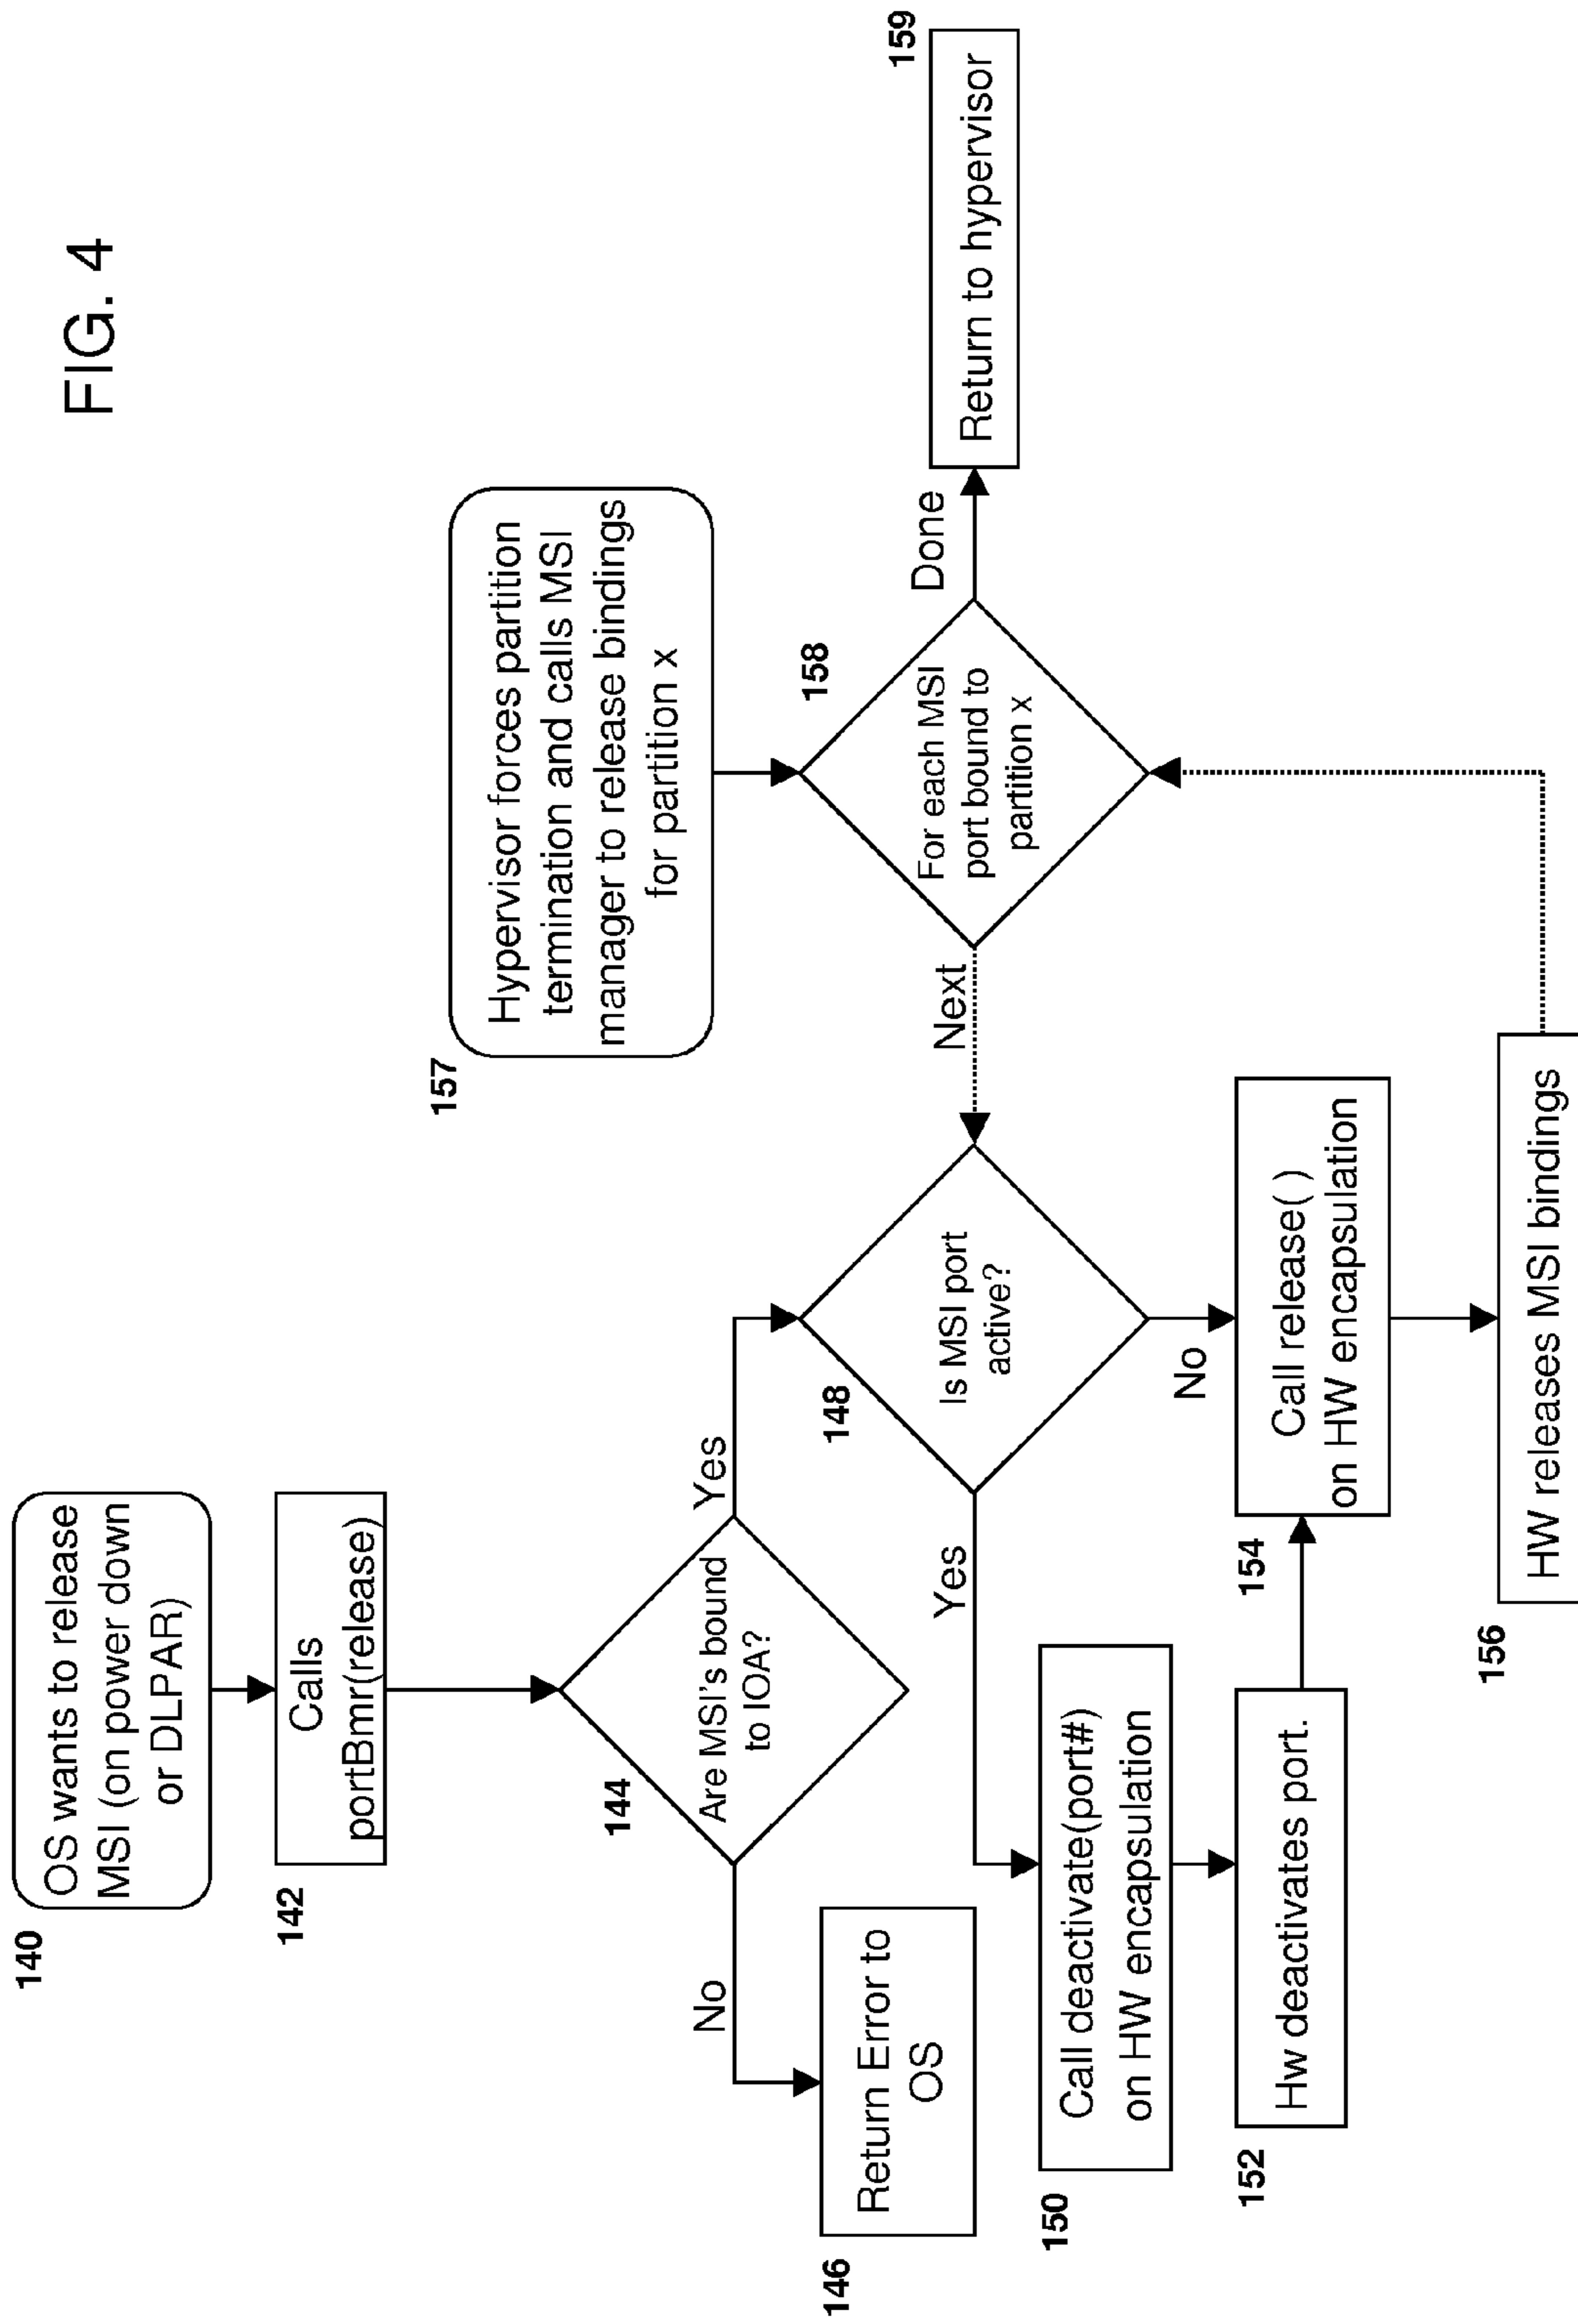 FIG. 4
140
OS wants to release
MSI (on power down
or DLPAR)
142
Calls
portBmr(release)
144
Are MSI's bound
to IOA?
No
Yes
146
Return Error to
OS
148
Is MSI port
active?
Yes
No
150
Call deactivate(port#)
on HW encapsulation
152
Hw deactivates port.
154
Call release( )
on HW encapsulation
156
HW releases MSI bindings
157
Hypervisor forces partition
termination and calls MSI
manager to release bindings
for partition x
158
For each MSI
port bound to
partition x
Next
Done
159
Return to hypervisor